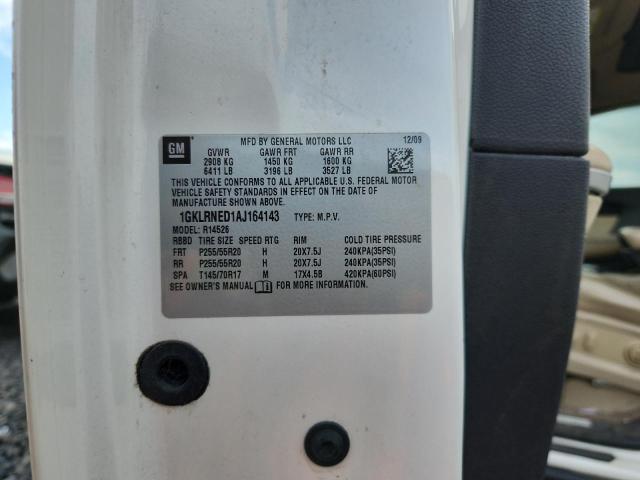 GM
MFD BY GENERAL MOTORS LLC 12/09
GVWR GAWR FRT GAWR RR
2908 KG 1450 KG 1600 KG
6411 LB 3196 LB 3527 LB
THIS VEHICLE CONFORMS TO ALL APPLICABLE U.S. FEDERAL MOTOR
VEHICLE SAFETY STANDARDS IN EFFECT ON THE DATE OF
MANUFACTURE SHOWN ABOVE.
1GKLRNED1AJ164143 TYPE: M.P.V.
MODEL: R14526
RBBD TIRE SIZE SPEED RTG RIM COLD TIRE PRESSURE
FRT P255/55R20 H 20X7.5J 240KPA(35PSI)
RR P255/55R20 H 20X7.5J 240KPA(35PSI)
SPA T145/70R17 M 17X4.5B 420KPA(60PSI)
SEE OWNER'S MANUAL FOR MORE INFORMATION.